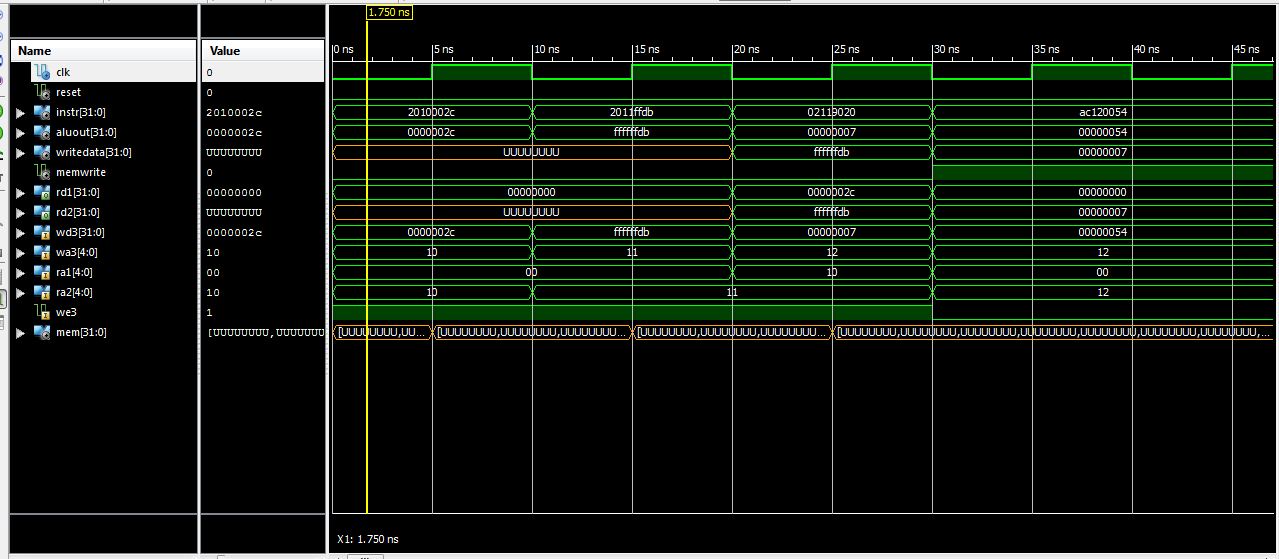 1.750 ns
0 ns 5 ns 10 ns 15 ns 20 ns 25 ns 30 ns 35 ns 40 ns 45 ns
Name Value
clk 0
reset 0
instr[31:0] 2010002c 2010002c 2011ffdb 02119020 ac120054
aluout[31:0] 0000002c 0000002c ffffffdb 00000007 00000054
writedata[31:0] UUUUUUUU UUUUUUUU ffffffdb 00000007
memwrite 0
rd1[31:0] 00000000 00000000 0000002c 00000000
rd2[31:0] UUUUUUUU UUUUUUUU ffffffdb 00000007
wd3[31:0] 0000002c 0000002c ffffffdb 00000007 00000054
wa3[4:0] 10 10 11 12 12
ra1[4:0] 00 00 10 00
ra2[4:0] 10 10 11 12
we3 1
mem[31:0] [UUUUUUUU,UUUUUUU [UUUUUUUU,UU... [UUUUUUUU,UUUUUUUU,UUUUUUUU... [UUUUUUUU,UUUUUUUU,UUUUUUUU... [UUUUUUUU,UUUUUUUU,UUUUUUUU,UUUUUUUU,UUUUUUUU,UUUUUUUU,...
X1: 1.750 ns